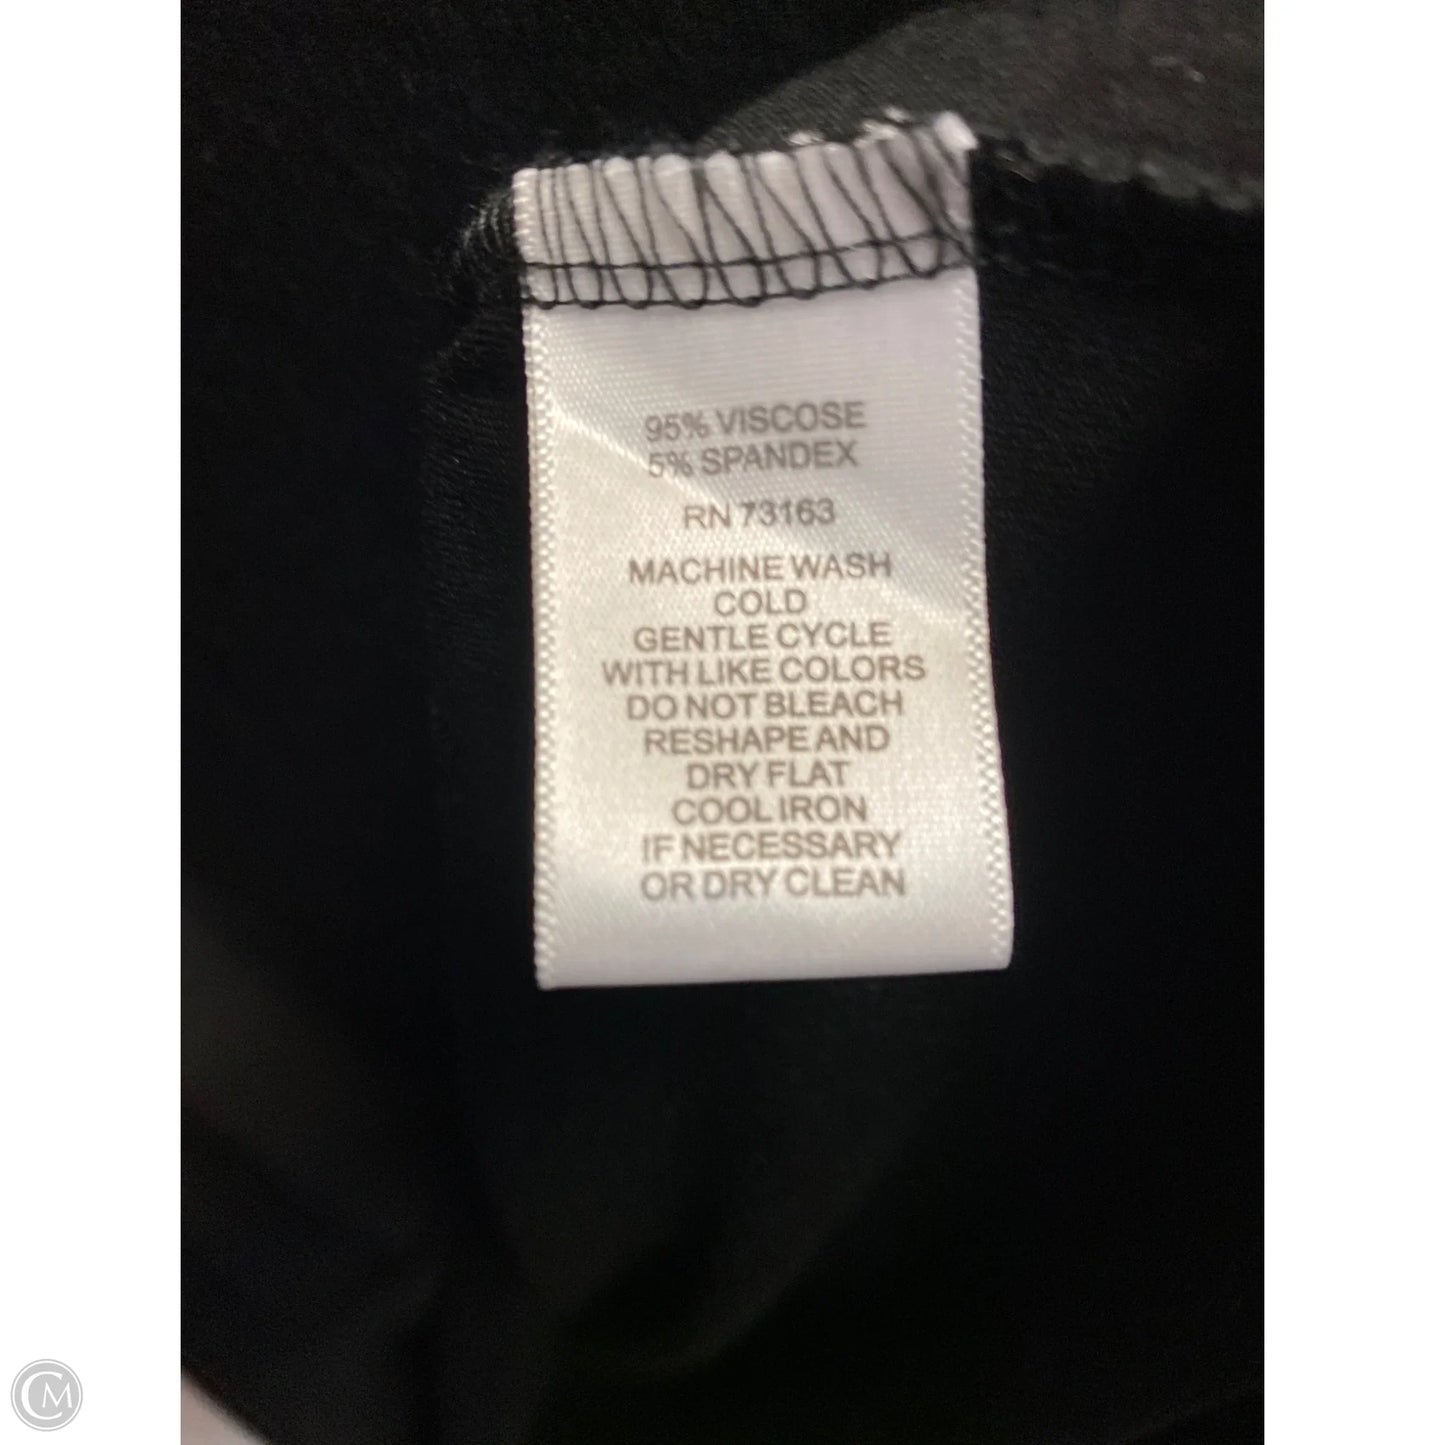 95% VISCOSE
5% SPANDEX
RN 73163
MACHINE WASH
COLD
GENTLE CYCLE
WITH LIKE COLORS
DO NOT BLEACH
RESHAPE AND
DRY FLAT
COOL IRON
IF NECESSARY
OR DRY CLEAN
CM